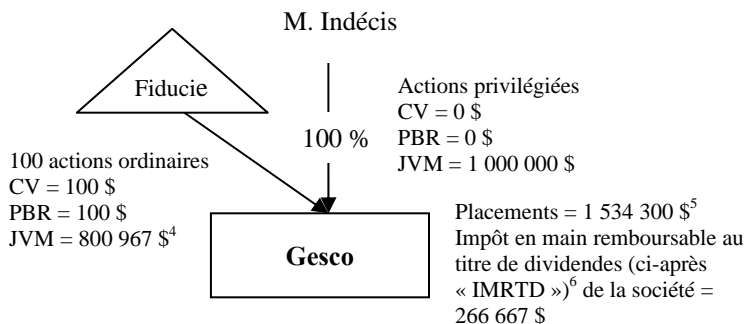 M. Indécis
Fiducie
Actions privilégiées
CV = 0 $
PBR = 0 $
JVM = 1 000 000 $
100 %
100 actions ordinaires
CV = 100 $
PBR = 100 $
JVM = 800 967 $4
Gesco
Placements = 1 534 300 $5
Impôt en main remboursable au
titre de dividendes (ci-après
« IMRTD »)6 de la société =
266 667 $